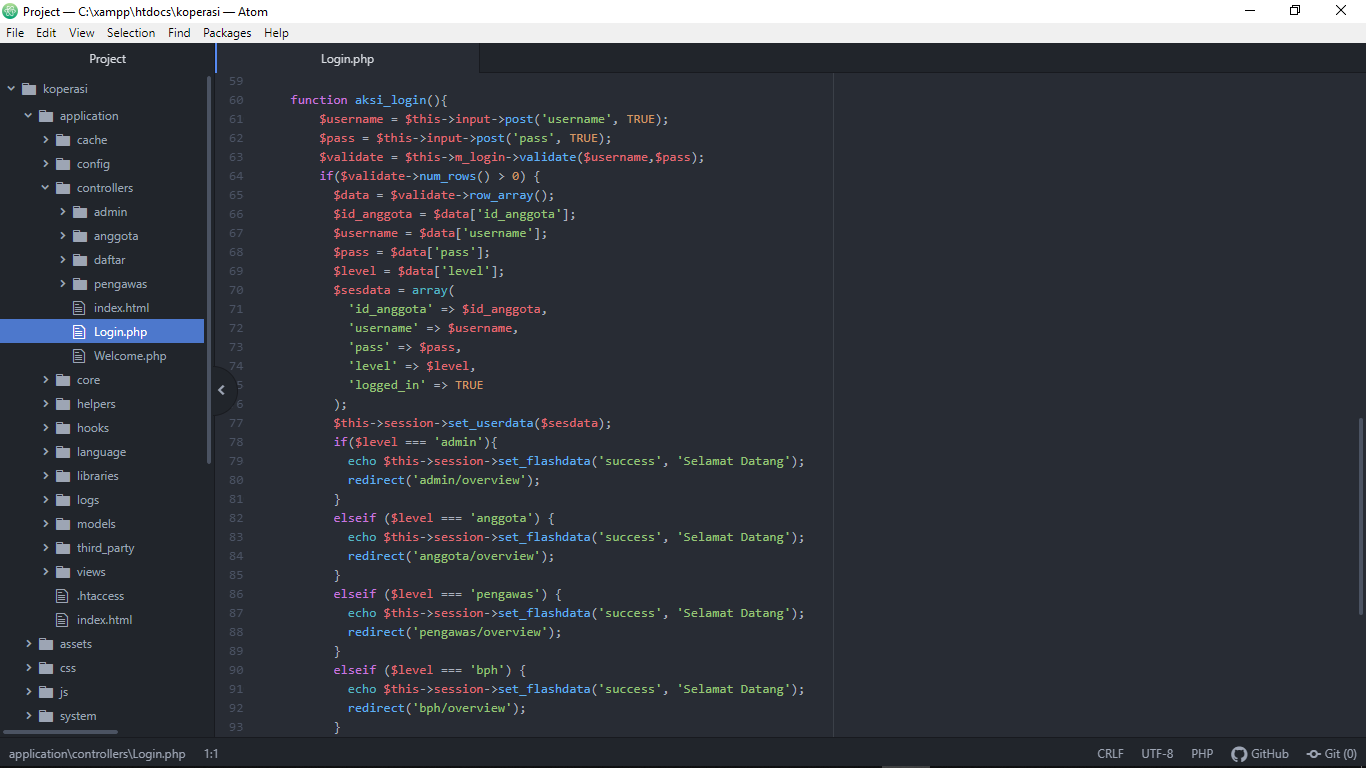 Project — C:\xampp\htdocs\koperasi — Atom
File Edit View Selection Find Packages Help
Project
koperasi
application
cache
config
controllers
admin
anggota
daftar
pengawas
index.html
Login.php
Welcome.php
core
helpers
hooks
language
libraries
logs
models
third_party
views
.htaccess
index.html
assets
css
js
system
Login.php
59
60 function aksi_login(){
61 $username = $this->input->post('username', TRUE);
62 $pass = $this->input->post('pass', TRUE);
63 $validate = $this->m_login->validate($username,$pass);
64 if($validate->num_rows() > 0) {
65 $data = $validate->row_array();
66 $id_anggota = $data['id_anggota'];
67 $username = $data['username'];
68 $pass = $data['pass'];
69 $level = $data['level'];
70 $sesdata = array(
71 'id_anggota' => $id_anggota,
72 'username' => $username,
73 'pass' => $pass,
74 'level' => $level,
5 'logged_in' => TRUE
6 );
77 $this->session->set_userdata($sesdata);
78 if($level === 'admin'){
79 echo $this->session->set_flashdata('success', 'Selamat Datang');
80 redirect('admin/overview');
81 }
82 elseif ($level === 'anggota') {
83 echo $this->session->set_flashdata('success', 'Selamat Datang');
84 redirect('anggota/overview');
85 }
86 elseif ($level === 'pengawas') {
87 echo $this->session->set_flashdata('success', 'Selamat Datang');
88 redirect('pengawas/overview');
89 }
90 elseif ($level === 'bph') {
91 echo $this->session->set_flashdata('success', 'Selamat Datang');
92 redirect('bph/overview');
93 }
application\controllers\Login.php 1:1 CRLF UTF-8 PHP GitHub Git (0)